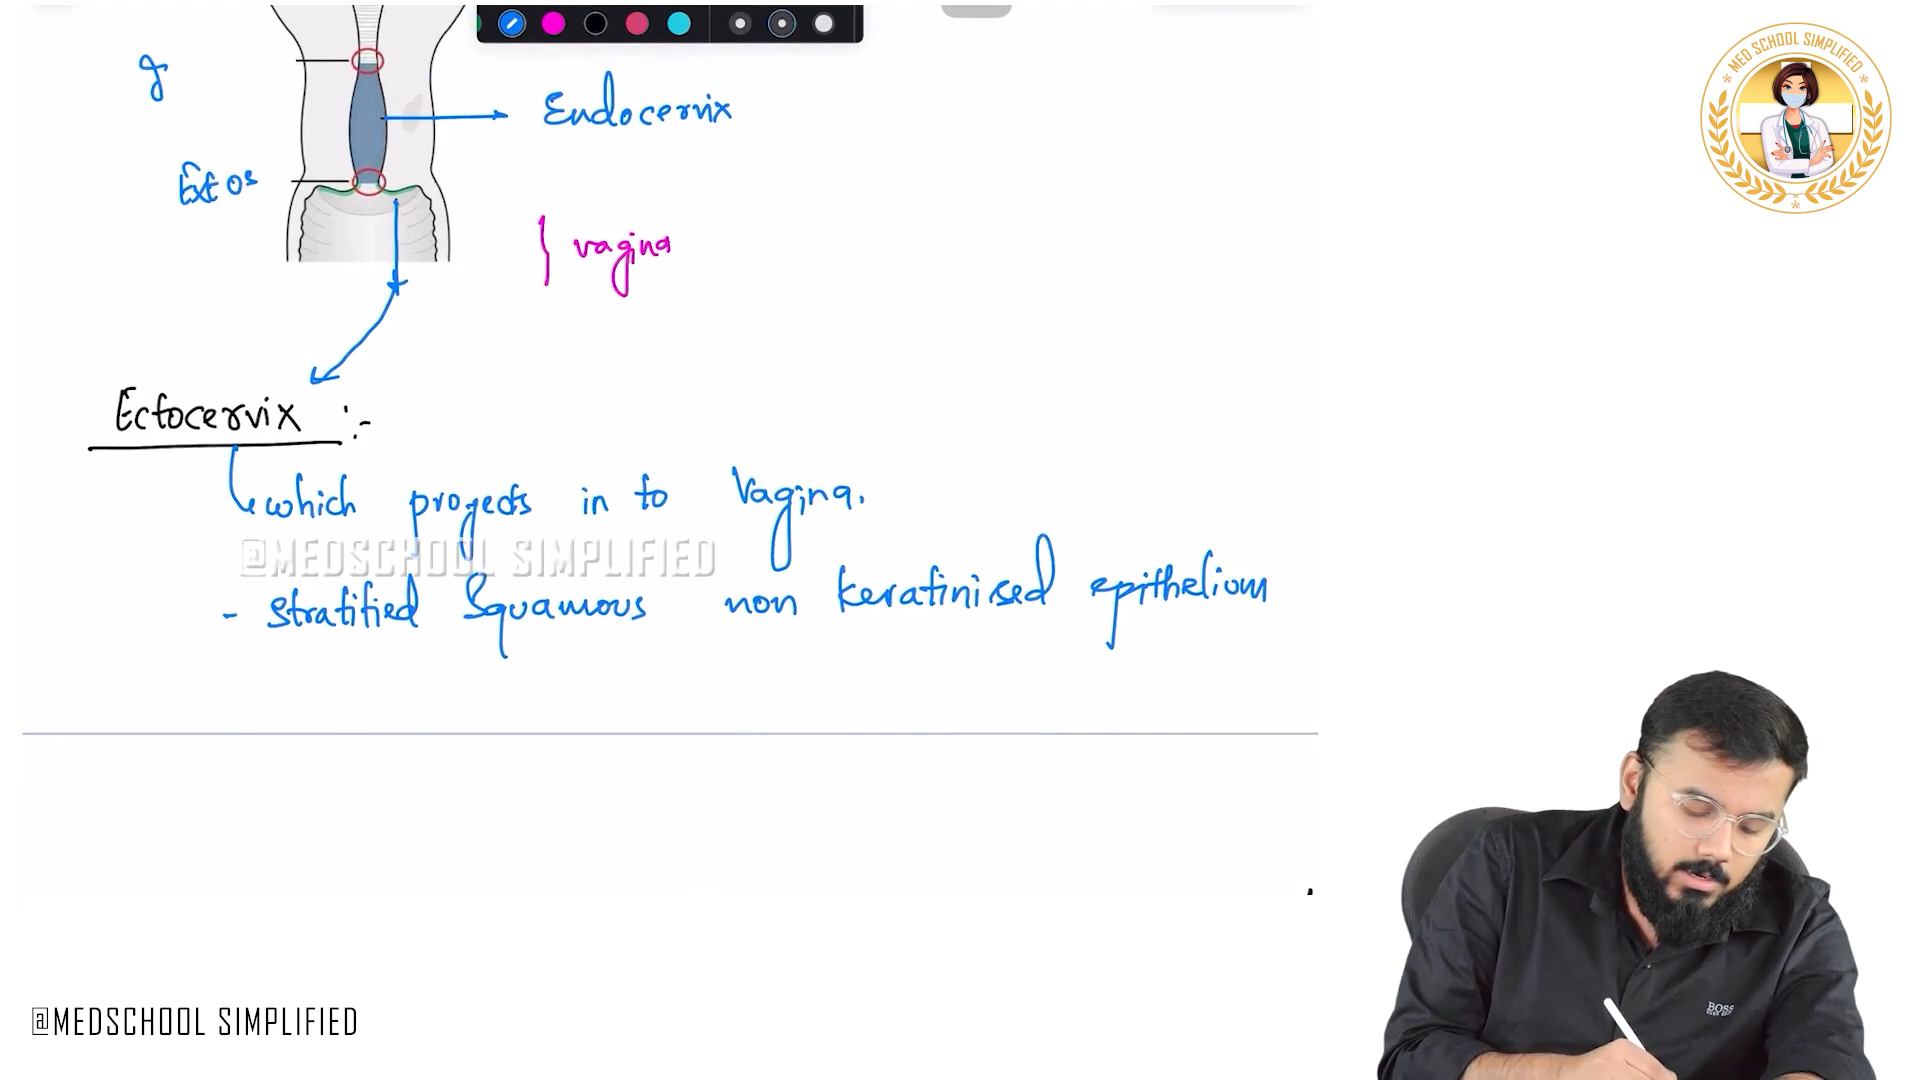 MED SCHOOL SIMPLIFIED
Endocervix
Ext os
} vagina
Ectocervix :-
which projects in to vagina.
@MEDSCHOOL SIMPLIFIED
- stratified squamous non keratinised epithelium
BOSS
@MEDSCHOOL SIMPLIFIED